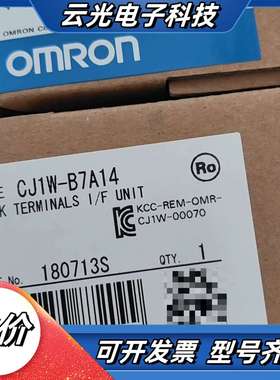 云光电子科技
OMRON
CJ1W-B7A14
TERMINALS I/F UNIT
Ro
KCC-REM-OMR-
CJ1W-00070
No. 180713S
QTY. 1
价
可开发票 型号齐